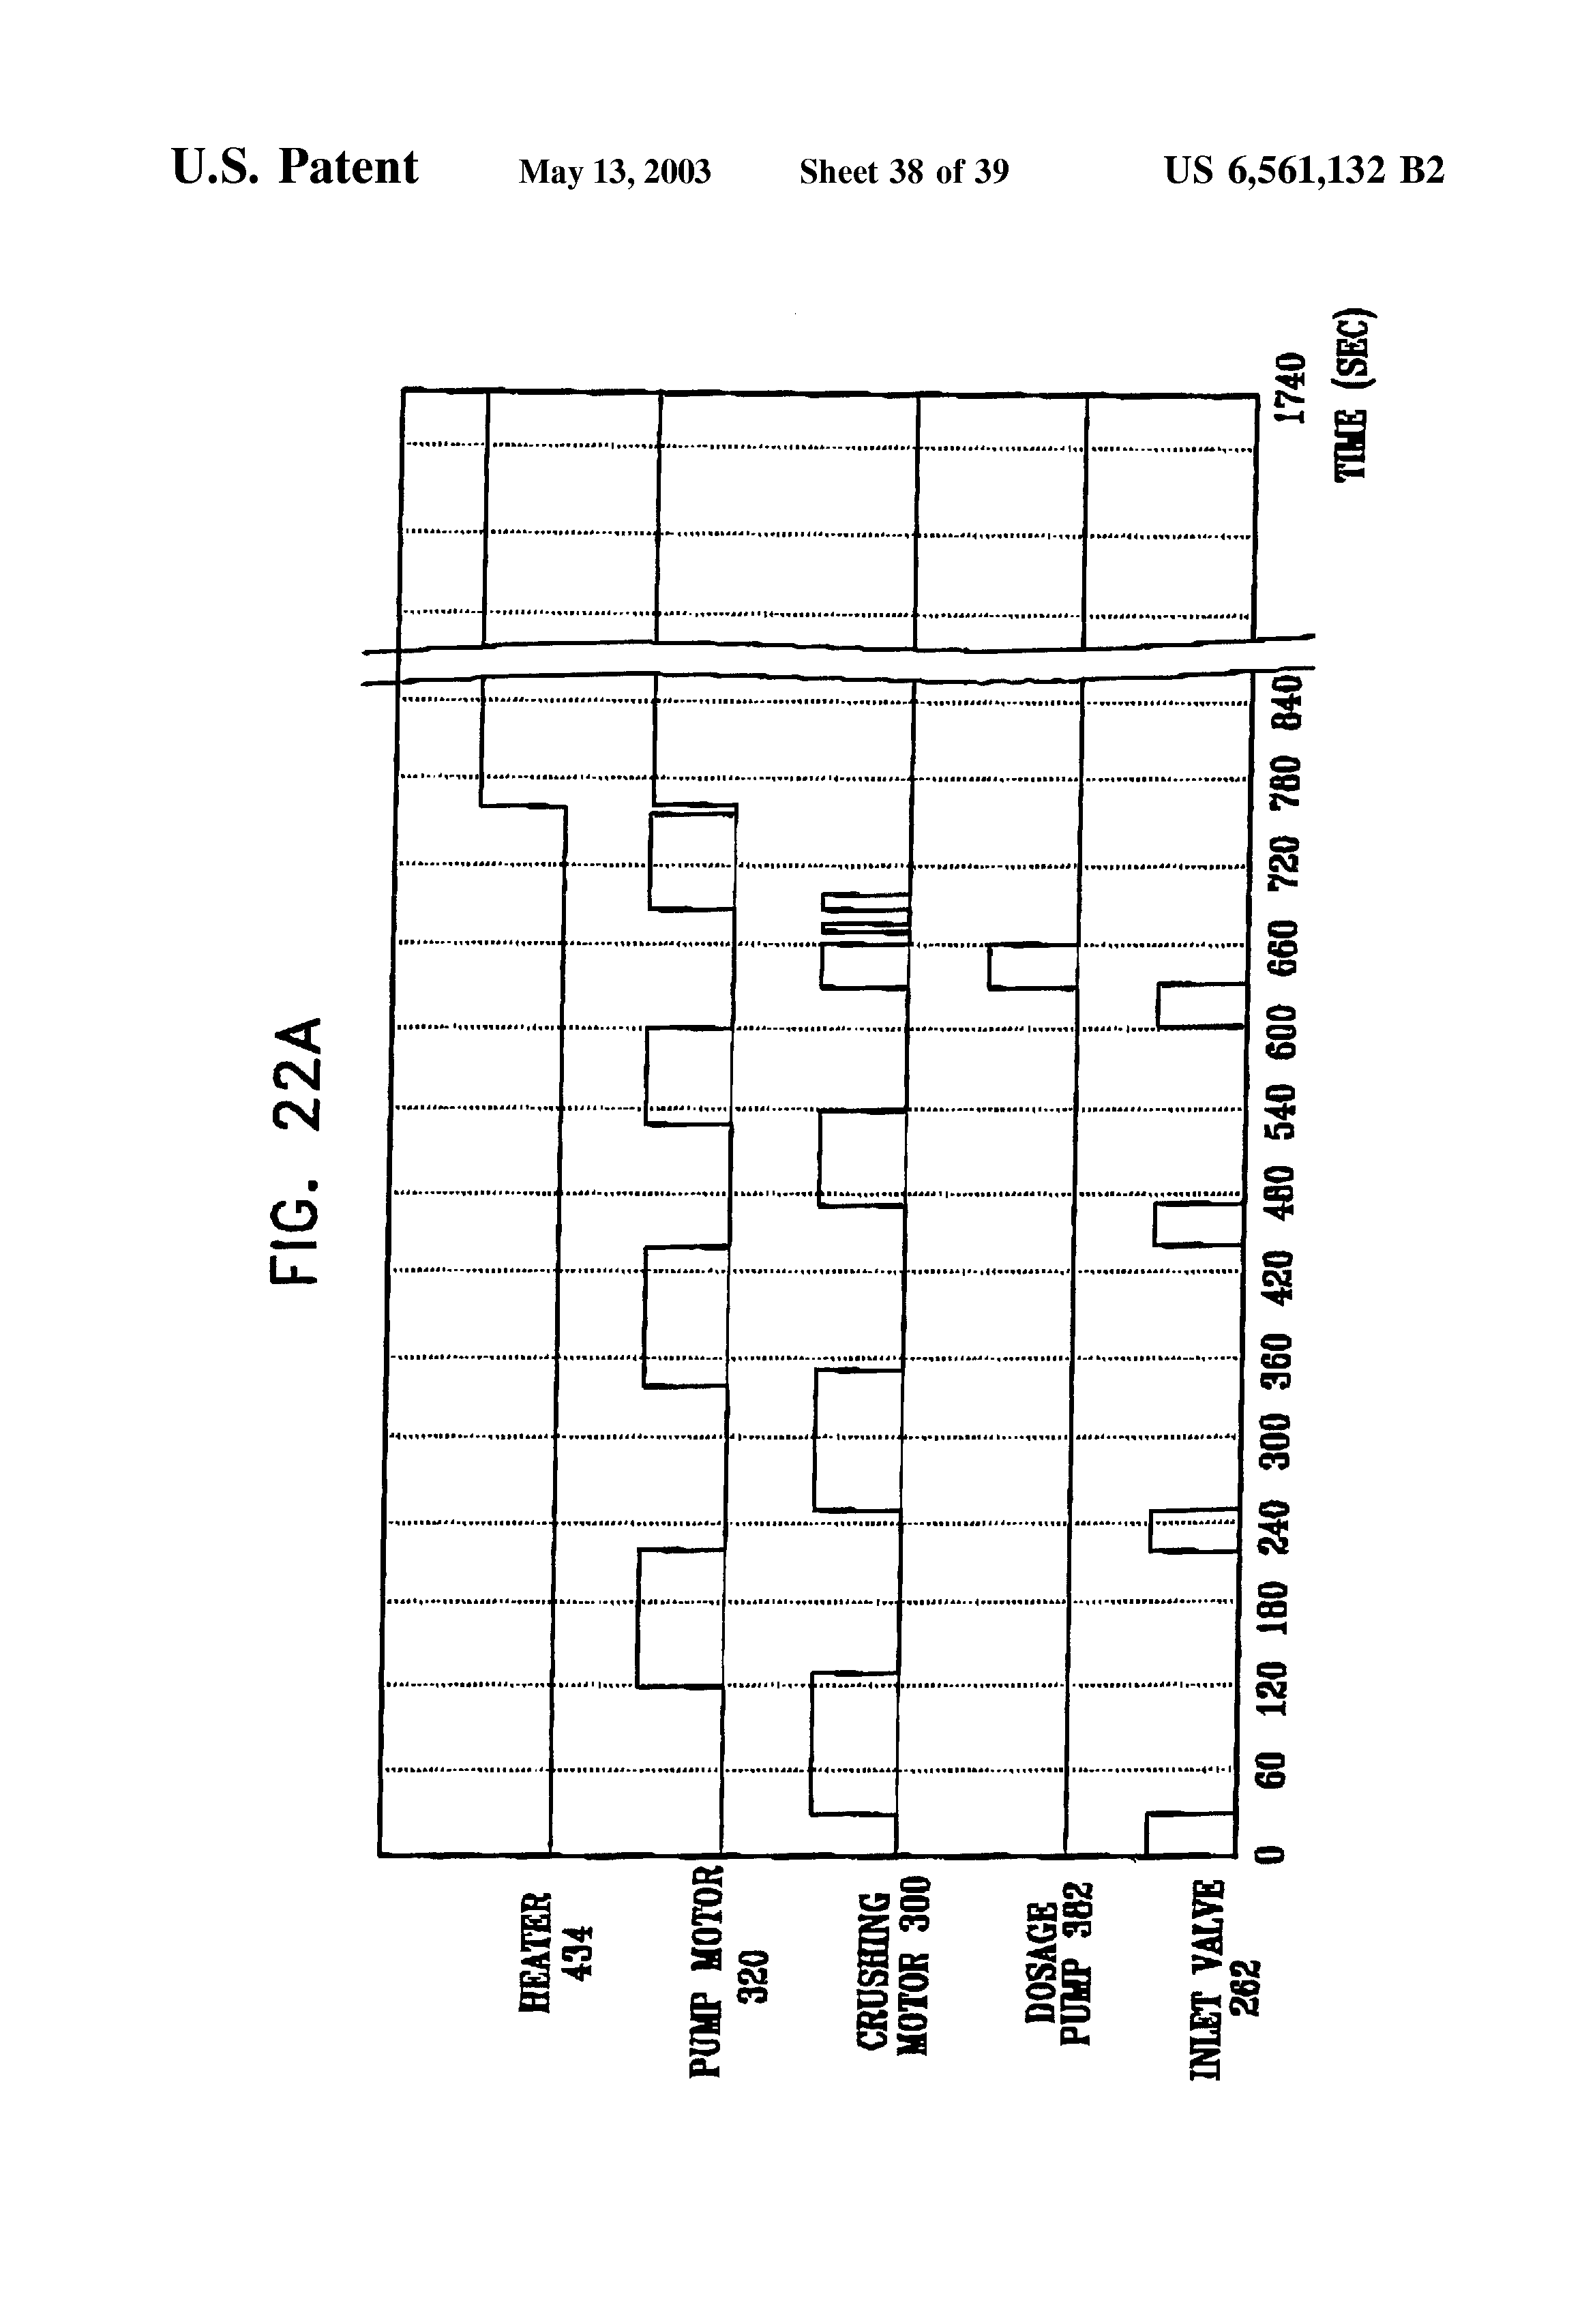 U.S. Patent May 13, 2003 Sheet 38 of 39 US 6,561,132 B2
FIG. 22A
HEATER
434
PUMP MOTOR
320
CRUSHING
MOTOR 300
DOSAGE
PUMP 382
INLET VALVE
262
0 60 120 180 240 300 360 420 480 540 600 660 720 780 840 1740
TIME (SEC)